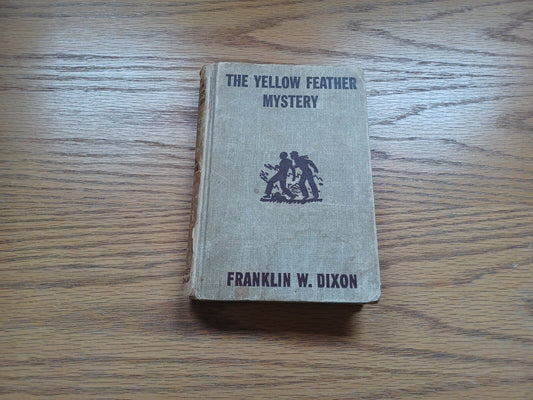 THE YELLOW FEATHER
MYSTERY
FRANKLIN W. DIXON